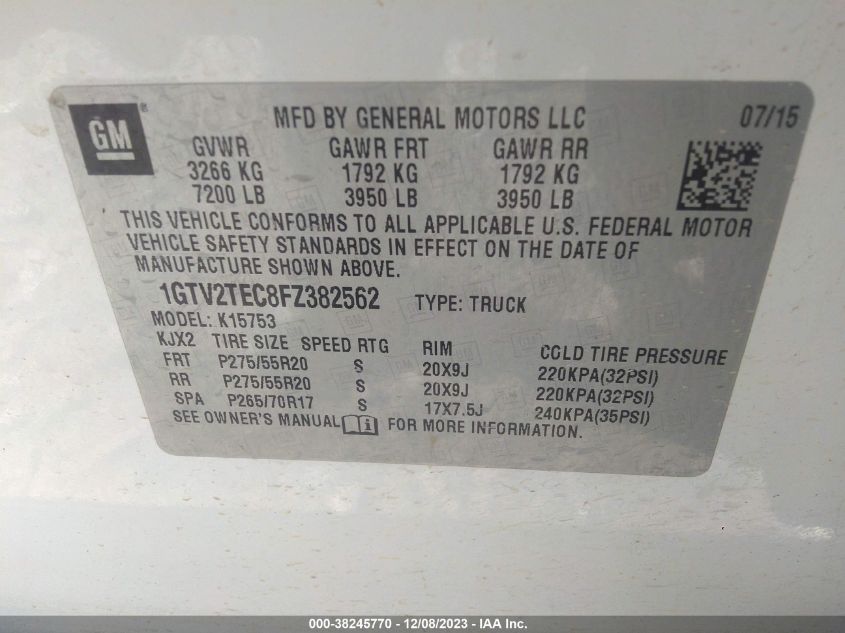 GM ®
MFD BY GENERAL MOTORS LLC 07/15
GVWR GAWR FRT GAWR RR
3266 KG 1792 KG 1792 KG
7200 LB 3950 LB 3950 LB
THIS VEHICLE CONFORMS TO ALL APPLICABLE U.S. FEDERAL MOTOR
VEHICLE SAFETY STANDARDS IN EFFECT ON THE DATE OF
MANUFACTURE SHOWN ABOVE.
1GTV2TEC8FZ382562 TYPE: TRUCK
MODEL: K15753
KJX2 TIRE SIZE SPEED RTG RIM COLD TIRE PRESSURE
FRT P275/55R20 S 20X9J 220KPA(32PSI)
RR P275/55R20 S 20X9J 220KPA(32PSI)
SPA P265/70R17 S 17X7.5J 240KPA(35PSI)
SEE OWNER'S MANUAL i FOR MORE INFORMATION.
000-38245770 - 12/08/2023 - IAA Inc.